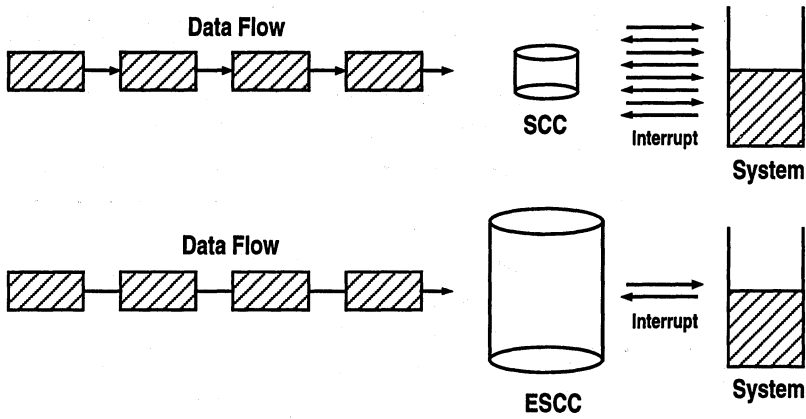 Data Flow
SCC
Interrupt
System
Data Flow
ESCC
Interrupt
System